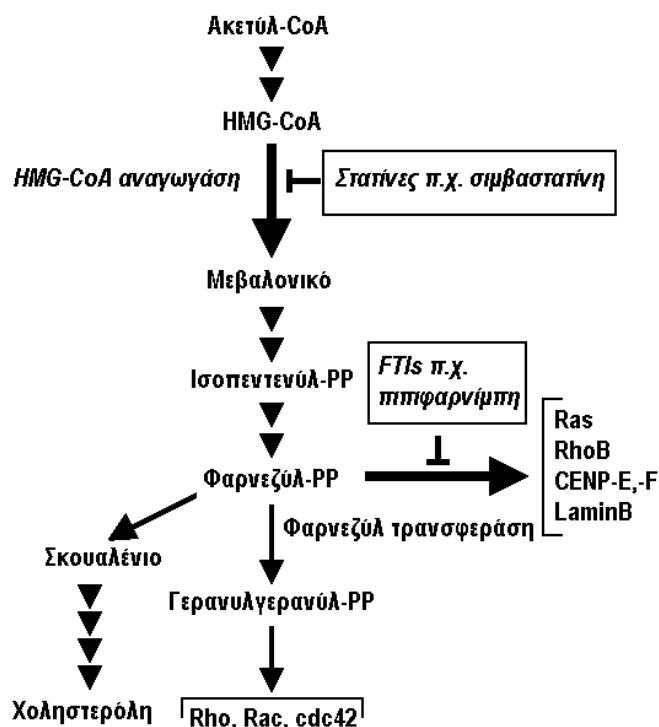 Ακετύλ-CoA
HMG-CoA
HMG-CoA αναγωγάση
Στατίνες π.χ. σιμβαστατίνη
Μεβαλονικό
Ισοπεντενύλ-PP
FTIs π.χ.
πιπιφαρνίμπη
Ras
RhoB
CENP-E,-F
LaminB
Φαρνεζύλ-PP
Φαρνεζύλ τρανσφεράση
Σκουαλένιο
Γερανυλγερανύλ-PP
Χοληστερόλη
Rho, Rac, cdc42